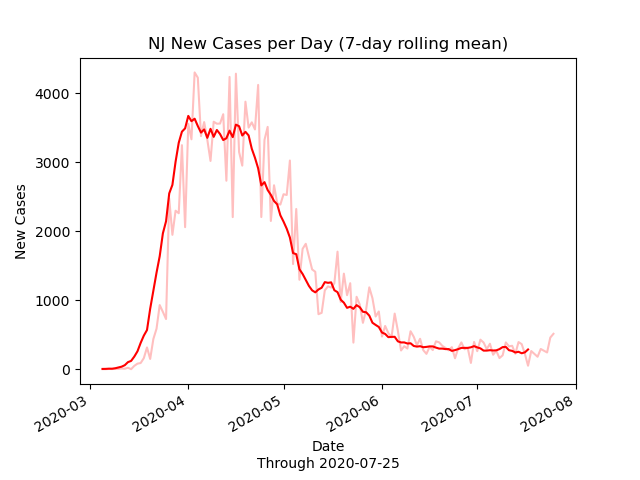 NJ New Cases per Day (7-day rolling mean)
4000
3000
2000
1000
0
New Cases
2020-03
2020-04
2020-05
2020-06
2020-07
2020-08
Date
Through 2020-07-25